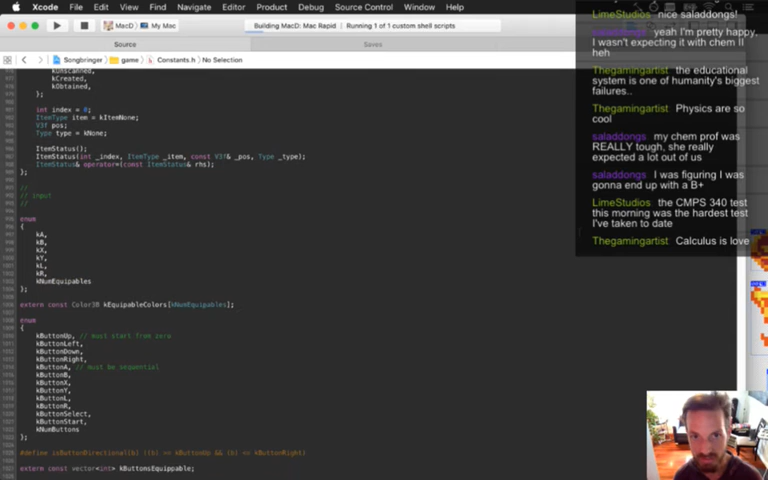 Xcode File Edit View Find Navigate Editor Product Debug Source Control Window Help
MacD My Mac
Building MacD: Mac Rapid | Running 1 of 1 custom shell scripts
Source
Saves
Songbringer game Constants.h No Selection
kUnscanned,
kCreated,
kObtained,
};
int index = 0;
ItemType item = kItemNone;
V3f pos;
Type type = kNone;
ItemStatus();
ItemStatus(int _index, ItemType _item, const V3f& _pos, Type _type);
ItemStatus& operator=(const ItemStatus& rhs);
};
//
// input
//
enum
{
kA,
kB,
kX,
kY,
kL,
kR,
kNumEquipables
};
extern const Color3B kEquipableColors[kNumEquipables];
enum
{
kButtonUp, // must start from zero
kButtonLeft,
kButtonDown,
kButtonRight,
kButtonA, // must be sequential
kButtonB,
kButtonX,
kButtonY,
kButtonL,
kButtonR,
kButtonSelect,
kButtonStart,
kNumButtons
};
#define isButtonDirectional(b) ((b) >= kButtonUp && (b) <= kButtonRight)
extern const vector<int> kButtonsEquippable;
LimeStudios nice saladdongs!
saladdongs yeah I'm pretty happy,
I wasn't expecting it with chem II
heh
Thegamingartist the educational
system is one of humanity's biggest
failures..
Thegamingartist Physics are so
cool
saladdongs my chem prof was
REALLY tough, she really
expected a lot out of us
saladdongs I was figuring I was
gonna end up with a B+
LimeStudios the CMPS 340 test
this morning was the hardest test
I've taken to date
Thegamingartist Calculus is love